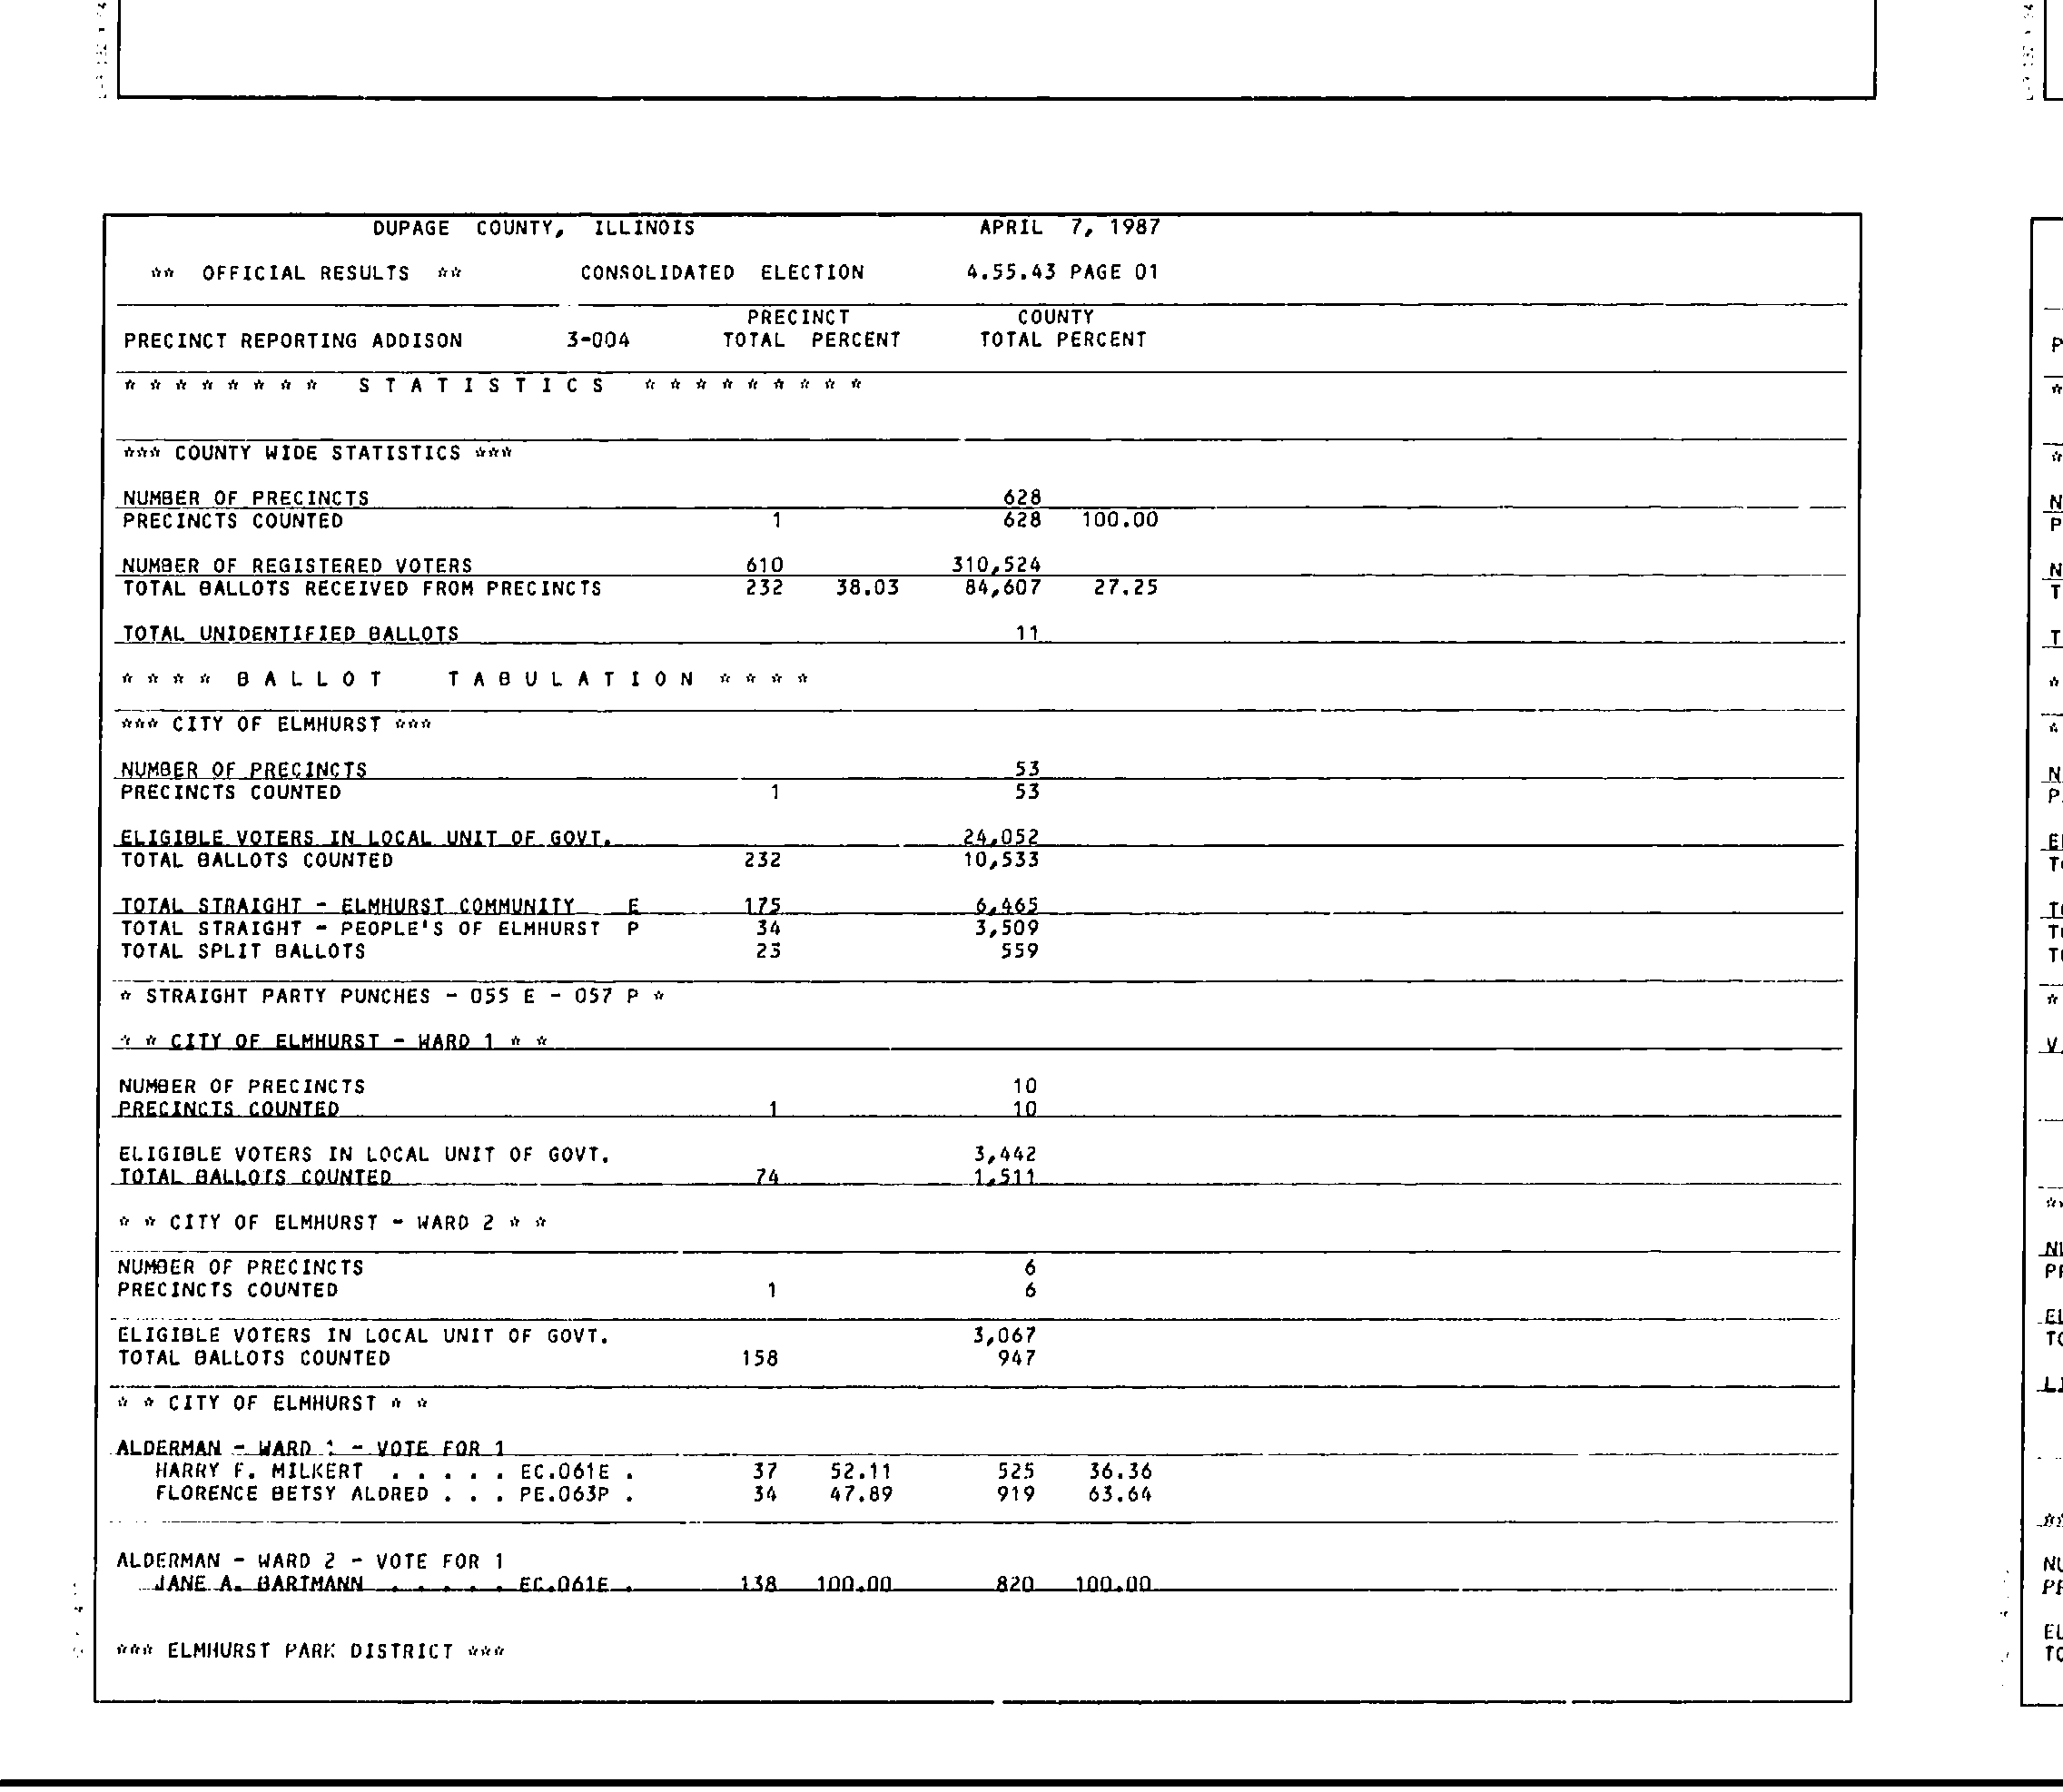 DUPAGE COUNTY, ILLINOIS APRIL 7, 1987
** OFFICIAL RESULTS ** CONSOLIDATED ELECTION 4.55.43 PAGE 01
PRECINCT COUNTY
PRECINCT REPORTING ADDISON 3-004 TOTAL PERCENT TOTAL PERCENT
* * * * * * * * S T A T I S T I C S * * * * * * * * *
*** COUNTY WIDE STATISTICS ***
NUMBER OF PRECINCTS 628
PRECINCTS COUNTED 1 628 100.00
NUMBER OF REGISTERED VOTERS 610 310,524
TOTAL BALLOTS RECEIVED FROM PRECINCTS 232 38.03 84,607 27.25
TOTAL UNIDENTIFIED BALLOTS 11
* * * * B A L L O T T A B U L A T I O N * * * *
*** CITY OF ELMHURST ***
NUMBER OF PRECINCTS 53
PRECINCTS COUNTED 1 53
ELIGIBLE VOTERS IN LOCAL UNIT OF GOVT. 24,052
TOTAL BALLOTS COUNTED 232 10,533
TOTAL STRAIGHT - ELMHURST COMMUNITY E 175 6,465
TOTAL STRAIGHT - PEOPLE'S OF ELMHURST P 34 3,509
TOTAL SPLIT BALLOTS 23 559
* STRAIGHT PARTY PUNCHES - 055 E - 057 P *
* * CITY OF ELMHURST - WARD 1 * *
NUMBER OF PRECINCTS 10
PRECINCTS COUNTED 1 10
ELIGIBLE VOTERS IN LOCAL UNIT OF GOVT. 3,442
TOTAL BALLOTS COUNTED 74 1,511
* * CITY OF ELMHURST - WARD 2 * *
NUMBER OF PRECINCTS 6
PRECINCTS COUNTED 1 6
ELIGIBLE VOTERS IN LOCAL UNIT OF GOVT. 3,067
TOTAL BALLOTS COUNTED 158 947
* * CITY OF ELMHURST * *
ALDERMAN - WARD 1 - VOTE FOR 1
HARRY F. MILKERT . . . . . EC.061E . 37 52.11 525 36.36
FLORENCE BETSY ALDRED . . . PE.063P . 34 47.89 919 63.64
ALDERMAN - WARD 2 - VOTE FOR 1
JANE A. BARTMANN . . . . . EC.061E . 138 100.00 820 100.00
*** ELMHURST PARK DISTRICT ***